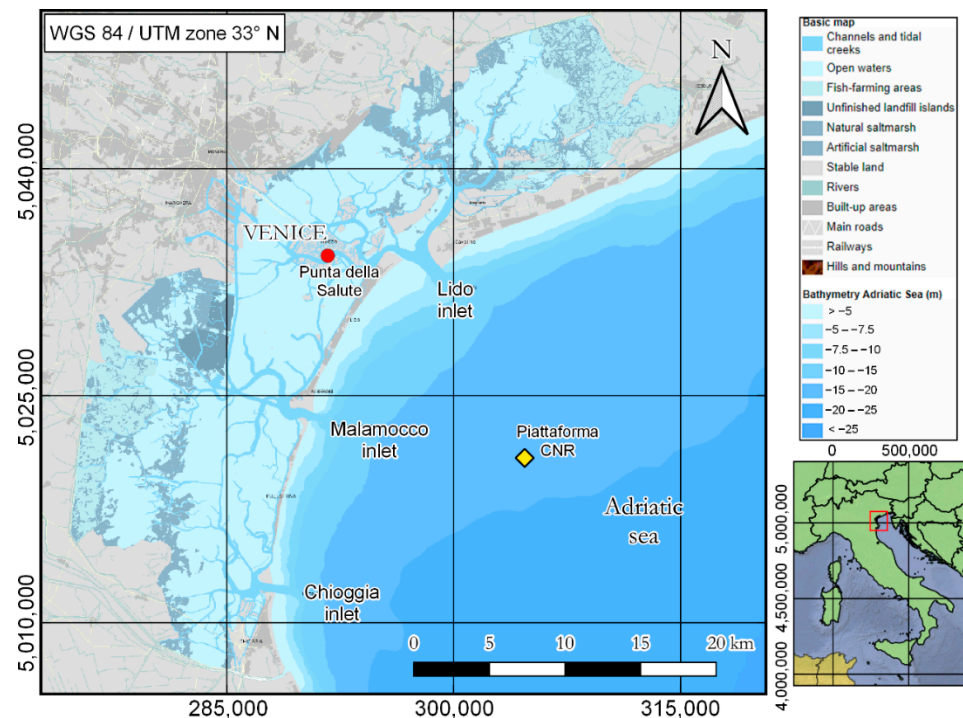 WGS 84 / UTM zone 33° N
N
VENICE
Punta della
Salute
Lido
inlet
Malamocco
inlet
Piattaforma
CNR
Adriatic
sea
Chioggia
inlet
0 5 10 15 20 km
5,040,000
5,025,000
5,010,000
285,000 300,000 315,000
Basic map
Channels and tidal
creeks
Open waters
Fish-farming areas
Unfinished landfill islands
Natural saltmarsh
Artificial saltmarsh
Stable land
Rivers
Built-up areas
Main roads
Railways
Hills and mountains
Bathymetry Adriatic Sea (m)
> −5
−5 – −7.5
−7.5 – −10
−10 – −15
−15 – −20
−20 – −25
< −25
0 500,000
5,000,000
4,500,000
4,000,000